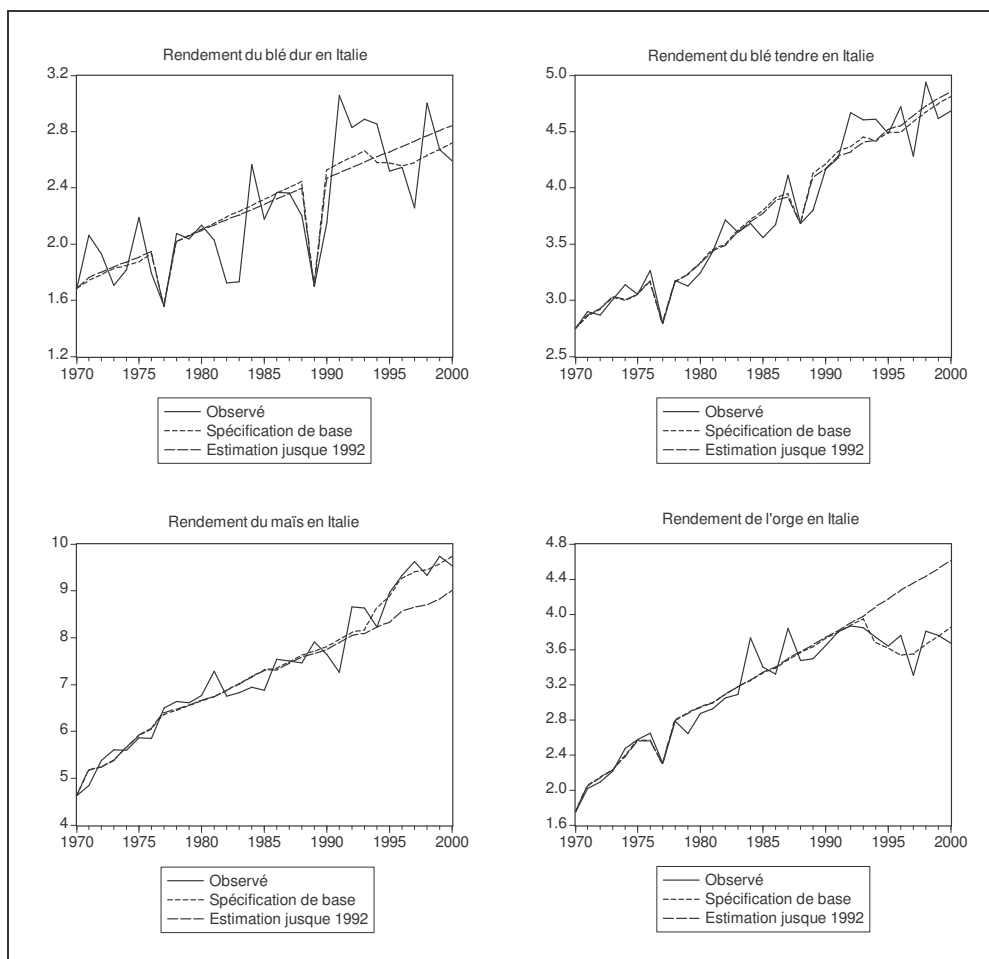 Rendement du blé dur en Italie
3.2
2.8
2.4
2.0
1.6
1.2
1970 1975 1980 1985 1990 1995 2000
Observé
Spécification de base
Estimation jusque 1992
Rendement du blé tendre en Italie
5.0
4.5
4.0
3.5
3.0
2.5
1970 1975 1980 1985 1990 1995 2000
Observé
Spécification de base
Estimation jusque 1992
Rendement du maïs en Italie
10
9
8
7
6
5
4
1970 1975 1980 1985 1990 1995 2000
Observé
Spécification de base
Estimation jusque 1992
Rendement de l'orge en Italie
4.8
4.4
4.0
3.6
3.2
2.8
2.4
2.0
1.6
1970 1975 1980 1985 1990 1995 2000
Observé
Spécification de base
Estimation jusque 1992